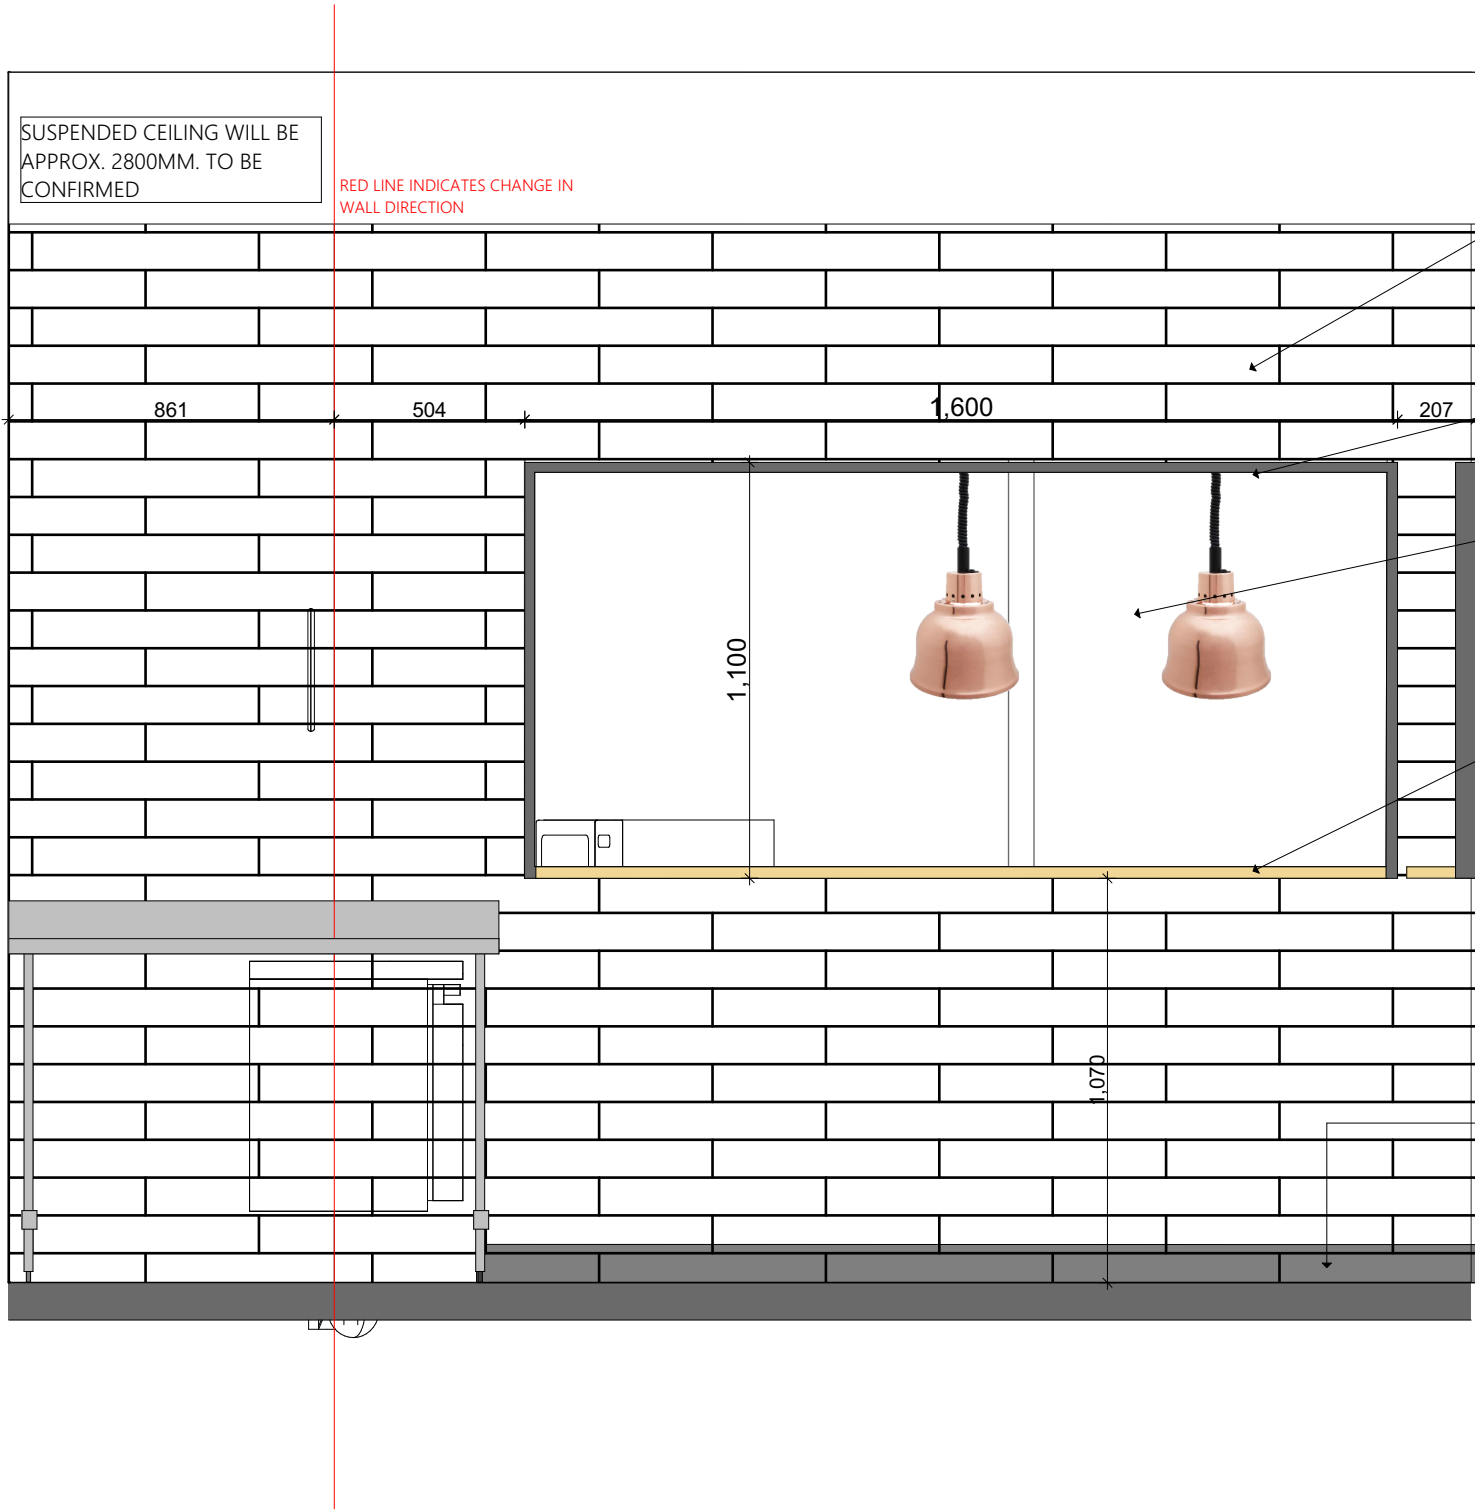 SUSPENDED CEILING WILL BE
APPROX. 2800MM. TO BE
CONFIRMED
RED LINE INDICATES CHANGE IN
WALL DIRECTION
861
504
1,600
207
1,100
1,070